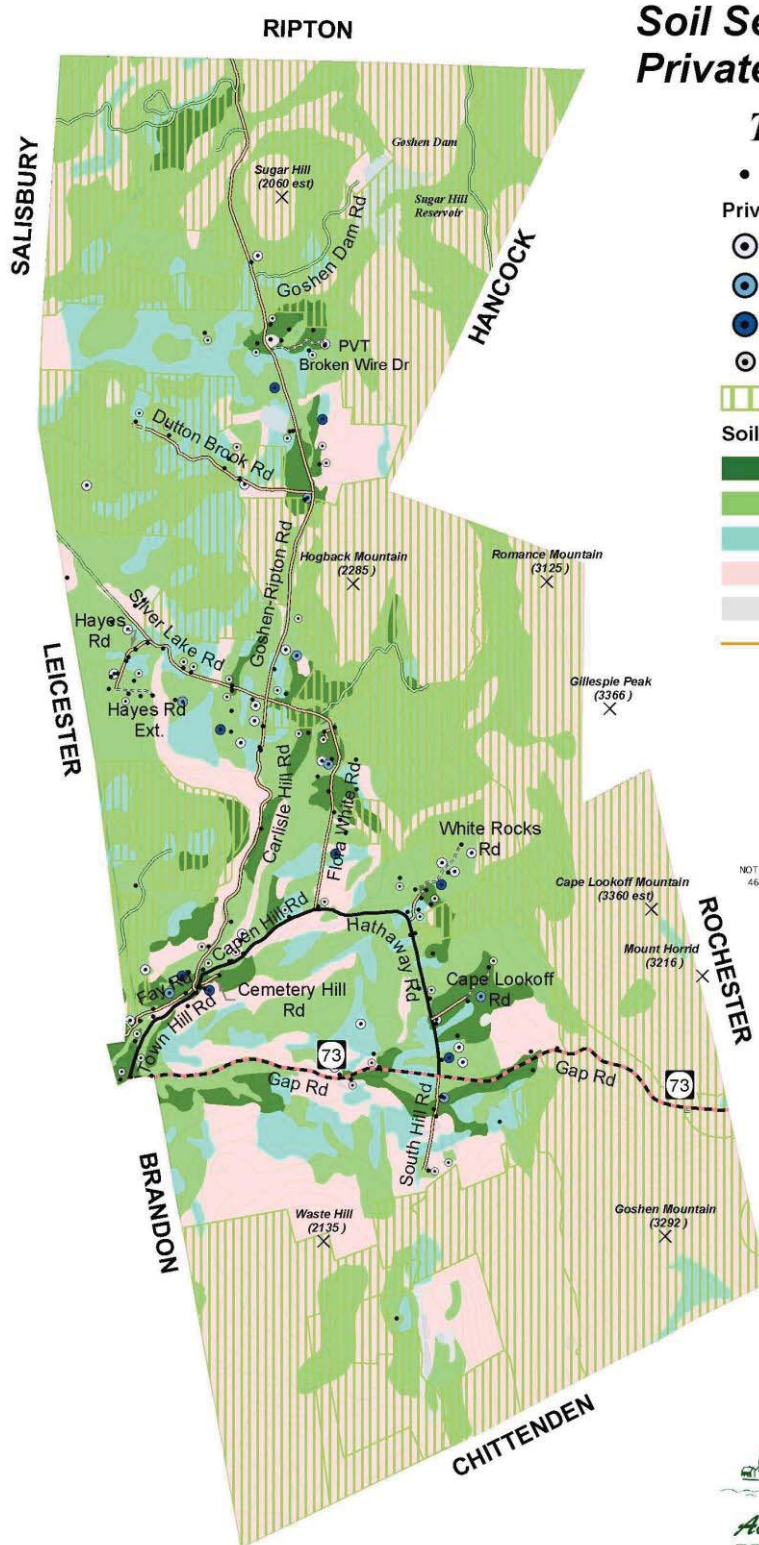 RIPTON
Soil Se
Private
T
Goshen Dam
Sugar Hill
(2060 est)
Sugar Hill
Reservoir
Priv
SALISBURY
Goshen Dam Rd
HANCOCK
PVT
Broken Wire Dr
Dutton Brook Rd
Soil
Goshen-Ripton Rd
Hogback Mountain
(2285 )
Romance Mountain
(3125 )
Silver Lake Rd
Hayes
Rd
LEICESTER
Gillespie Peak
(3366 )
Hayes Rd
Ext.
Carlisle Hill Rd
Flora White Rd
White Rocks
Rd
NOT
46
Cape Lookoff Mountain
(3360 est)
ROCHESTER
Capen Hill Rd
Hathaway Rd
Mount Horrid
(3216 )
Fay Rd
Cemetery Hill
Rd
Cape Lookoff
Rd
Town Hill Rd
73
Gap Rd
Gap Rd
73
South Hill Rd
BRANDON
Waste Hill
(2135 )
Goshen Mountain
(3292 )
CHITTENDEN